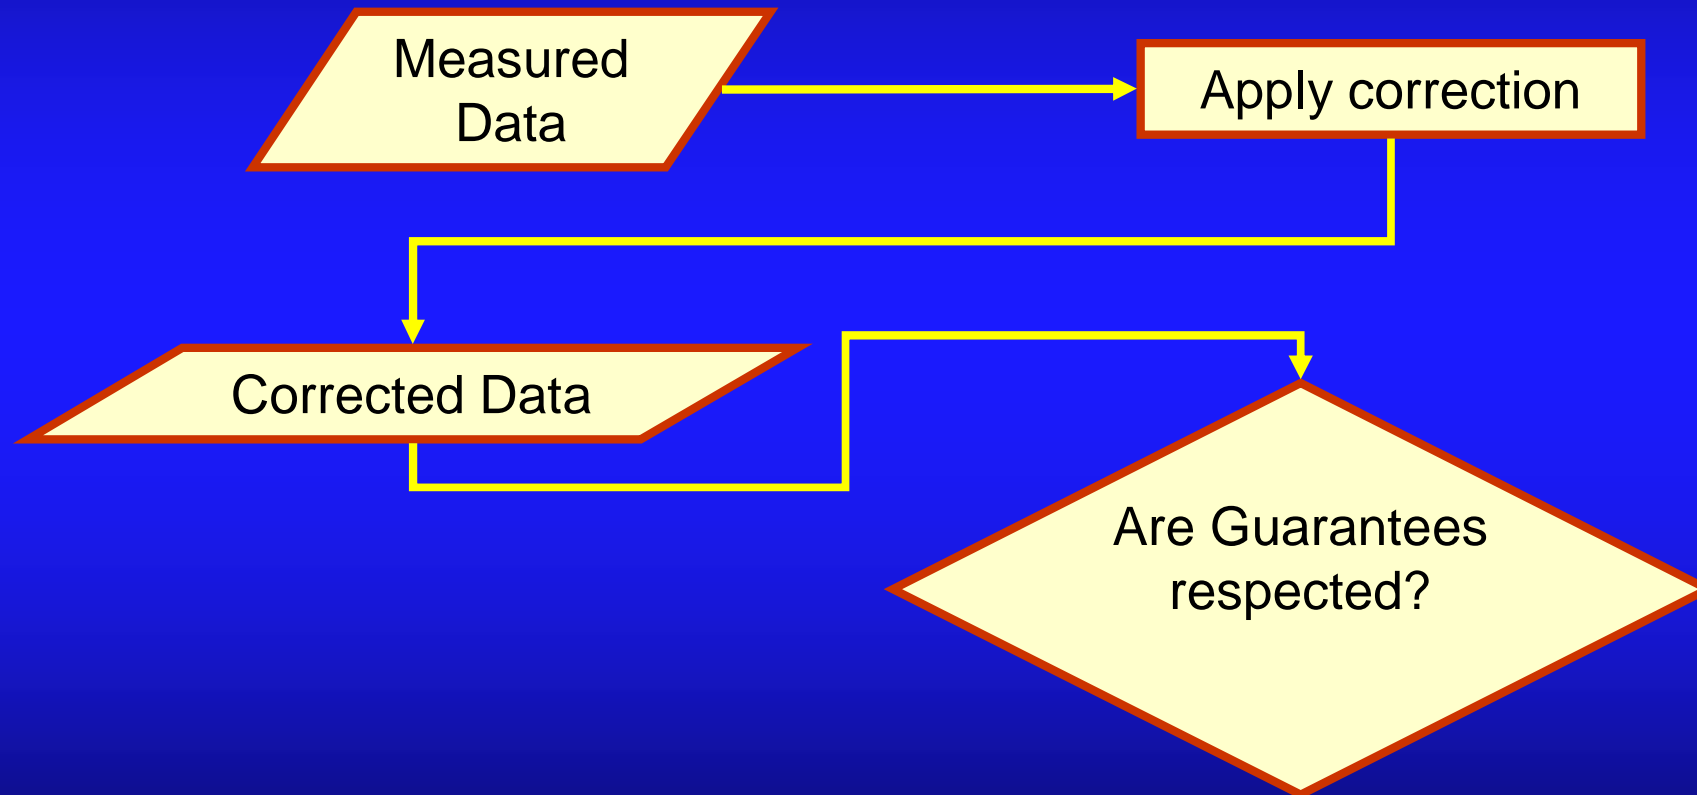 Measured
Data
Apply correction
Corrected Data
Are Guarantees
respected?